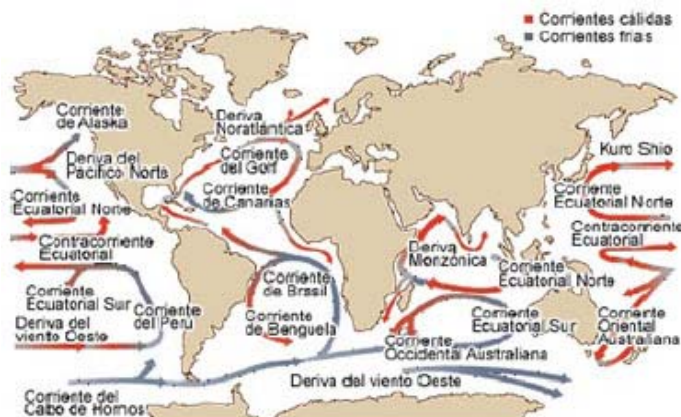 Corrientes cálidas
Corrientes frías
Corriente
de Alaska
Deriva del
Pacífico Norte
Corriente
Ecuatorial Norte
Contracorriente
Ecuatorial
Corriente
Ecuatorial Sur
Deriva del
viento Oeste
Corriente
del Perú
Corriente del
Cabo de Hornos
Deriva
Noratlántica
Corriente
del Golf
Corriente
de Canarias
Corriente
de Brasil
Corriente
de Benguela
Deriva
Monzónica
Corriente
Ecuatorial Norte
Corriente
Ecuatorial Sur
Corriente
Occidental Australiana
Deriva del viento Oeste
Kuro Shio
Corriente
Ecuatorial Norte
Contracorriente
Ecuatorial
Corriente
Oriental
Australiana